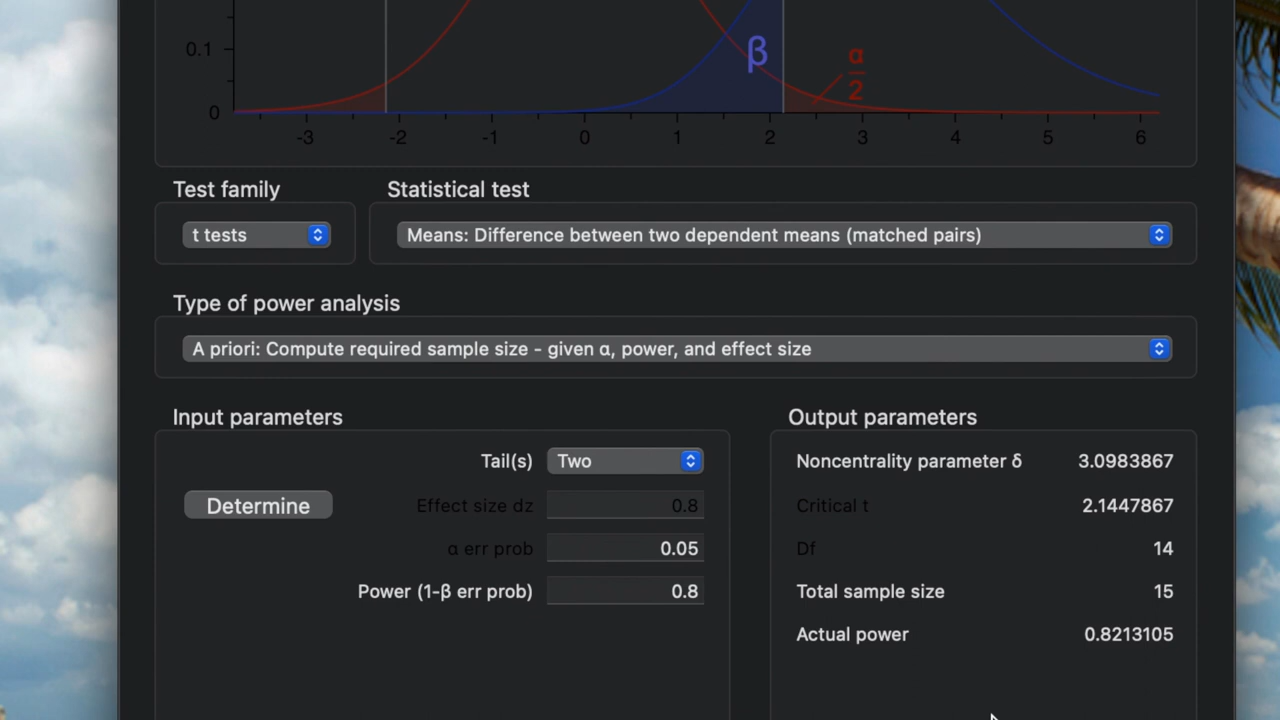 0.1
β
α
2
0
-3 -2 -1 0 1 2 3 4 5 6
Test family Statistical test
t tests Means: Difference between two dependent means (matched pairs)
Type of power analysis
A priori: Compute required sample size - given α, power, and effect size
Input parameters Output parameters
Tail(s) Two Noncentrality parameter δ 3.0983867
Determine Effect size dz 0.8 Critical t 2.1447867
α err prob 0.05 Df 14
Power (1-β err prob) 0.8 Total sample size 15
Actual power 0.8213105